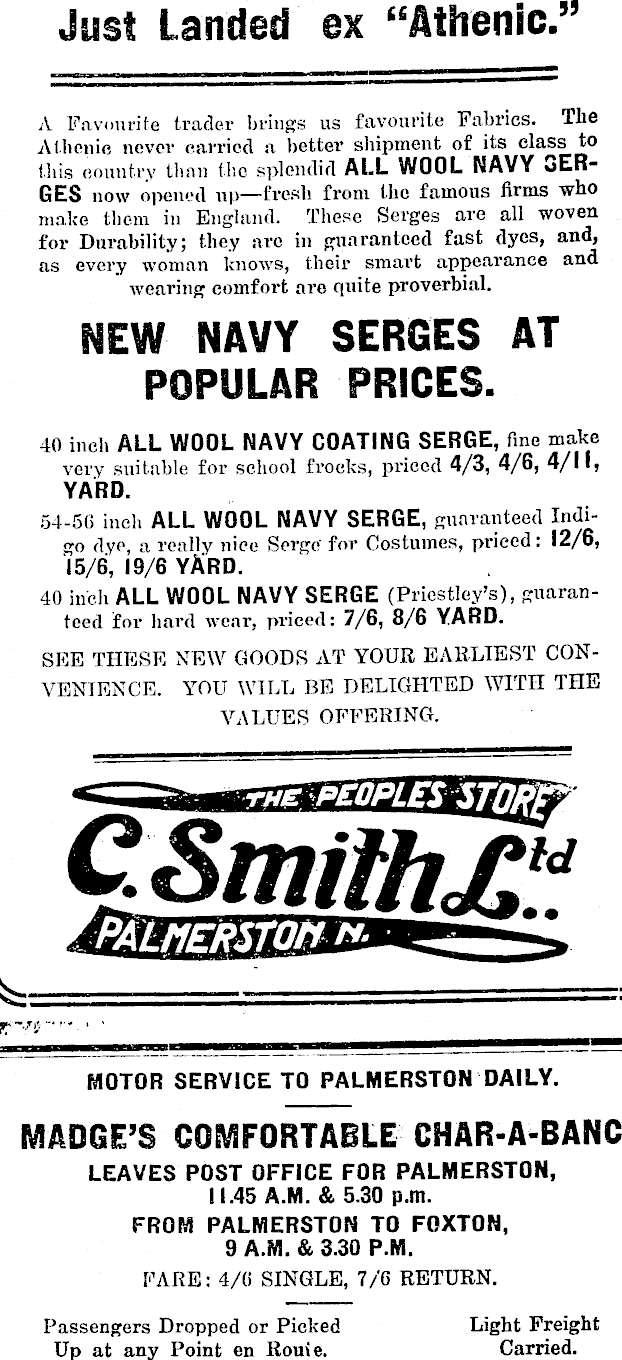 Just Landed ex "Athenic."
A Favourite trader brings us favourite Fabrics. The
Athenic never carried a better shipment of its class to
this country than the splendid ALL WOOL NAVY SER-
GES now opened up—fresh from the famous firms who
make them in England. These Serges are all woven
for Durability; they are in guaranteed fast dyes, and,
as every woman knows, their smart appearance and
wearing comfort are quite proverbial.
NEW NAVY SERGES AT
POPULAR PRICES.
40 inch ALL WOOL NAVY COATING SERGE, fine make
very suitable for school frocks, priced 4/3, 4/6, 4/11,
YARD.
54-56 inch ALL WOOL NAVY SERGE, guaranteed Indi-
go dye, a really nice Serge for Costumes, priced: 12/6,
15/6, 19/6 YARD.
40 inch ALL WOOL NAVY SERGE (Priestley's), guaran-
teed for hard wear, priced: 7/6, 8/6 YARD.
SEE THESE NEW GOODS AT YOUR EARLIEST CON-
VENIENCE. YOU WILL BE DELIGHTED WITH THE
VALUES OFFERING.
THE PEOPLES STORE
C. Smith Ltd..
PALMERSTON N.
MOTOR SERVICE TO PALMERSTON DAILY.
MADGE'S COMFORTABLE CHAR-A-BANC
LEAVES POST OFFICE FOR PALMERSTON,
11.45 A.M. & 5.30 p.m.
FROM PALMERSTON TO FOXTON,
9 A.M. & 3.30 P.M.
FARE: 4/6 SINGLE, 7/6 RETURN.
Passengers Dropped or Picked
Up at any Point en Route.
Light Freight
Carried.